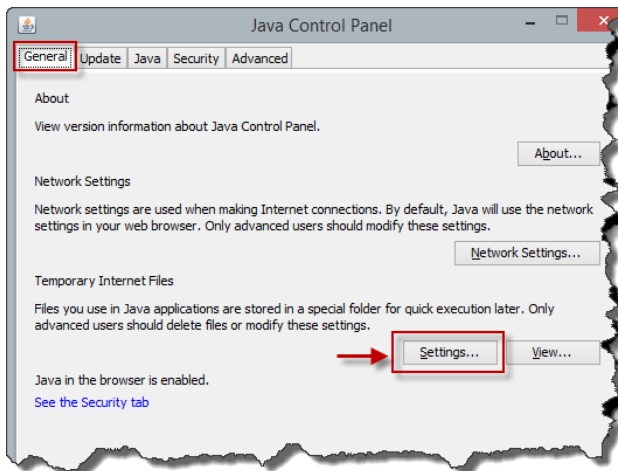 Java Control Panel
General Update Java Security Advanced
About
View version information about Java Control Panel.
About...
Network Settings
Network settings are used when making Internet connections. By default, Java will use the network
settings in your web browser. Only advanced users should modify these settings.
Network Settings...
Temporary Internet Files
Files you use in Java applications are stored in a special folder for quick execution later. Only
advanced users should delete files or modify these settings.
Settings... View...
Java in the browser is enabled.
See the Security tab